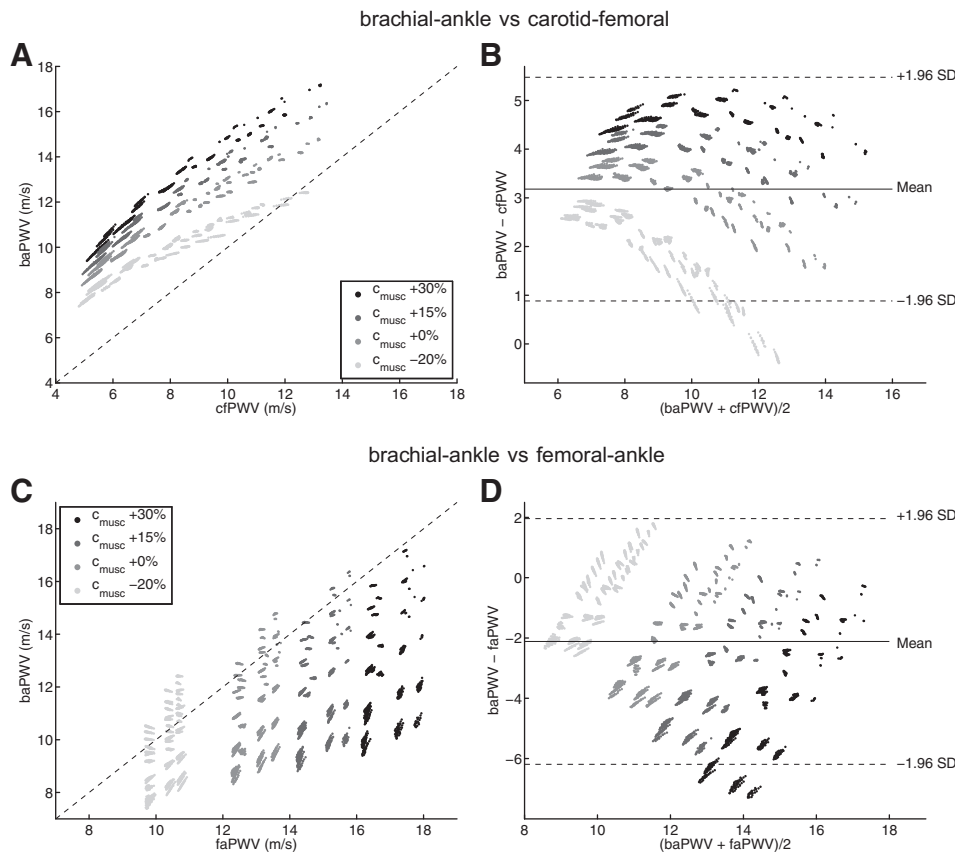 brachial-ankle vs carotid-femoral
A
18
16
14
12
10
8
6
4
4 6 8 10 12 14 16 18
baPWV (m/s)
cfPWV (m/s)
c musc +30%
c musc +15%
c musc +0%
c musc −20%
B
5
4
3
2
1
0
6 8 10 12 14 16
baPWV − cfPWV
(baPWV + cfPWV)/2
+1.96 SD
Mean
−1.96 SD
brachial-ankle vs femoral-ankle
C
18
16
14
12
10
8
8 10 12 14 16 18
baPWV (m/s)
faPWV (m/s)
c musc +30%
c musc +15%
c musc +0%
c musc −20%
D
2
0
−2
−4
−6
8 10 12 14 16 18
baPWV − faPWV
(baPWV + faPWV)/2
+1.96 SD
Mean
−1.96 SD